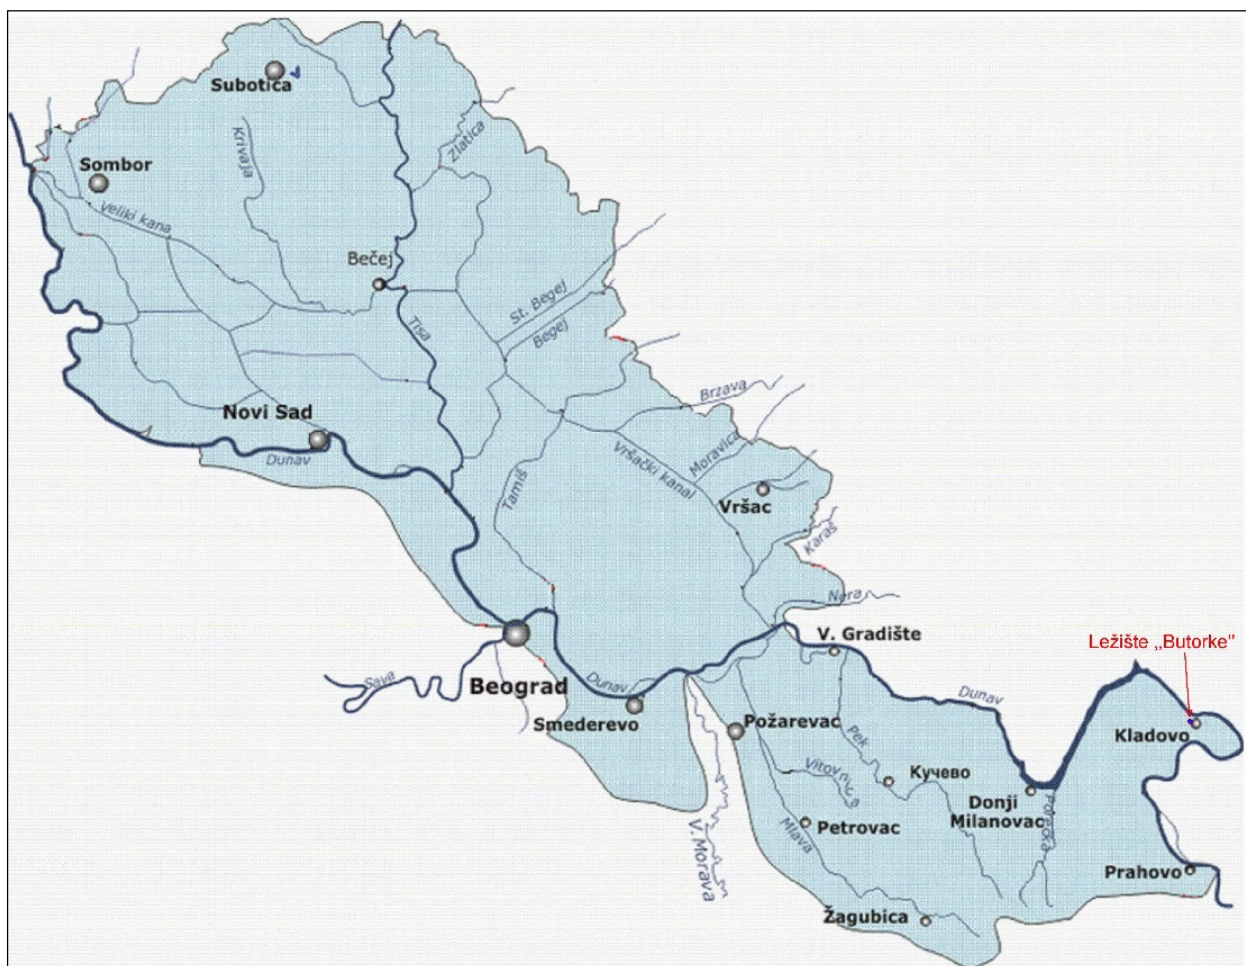 Subotica
Krivaja
Zlatica
Sombor
Veliki kana
Bečej
St. Begej
Begej
Tisa
Brzava
Novi Sad
Dunav
Moravica
Vršački kanal
Tamiš
Vršac
Karaš
Nera
V. Gradište
Ležište „Butorke"
Sava
Beograd
Dunav
Dunav
Smederevo
Požarevac
Kladovo
Pek
Vitovnica
Кучево
Donji
Milanovac
Porečka
Petrovac
Mlava
V. Morava
Prahovo
Žagubica